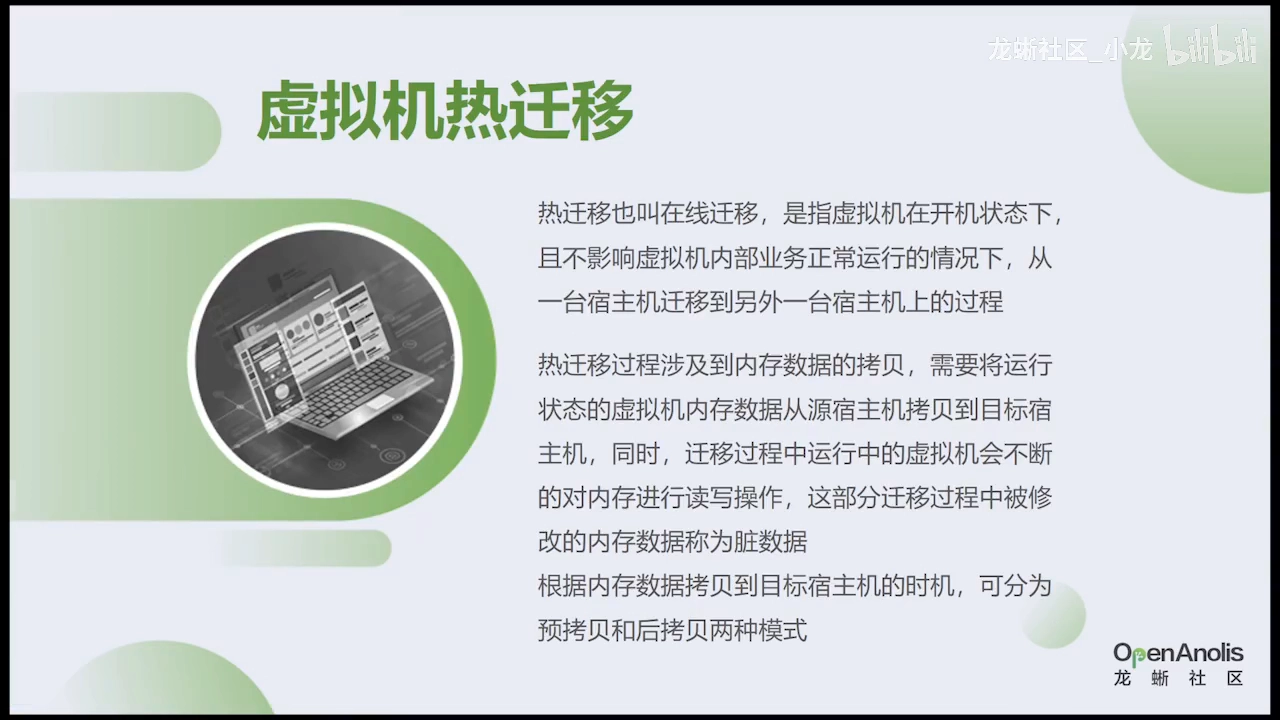 龙蜥社区_小龙 bilibili
虚拟机热迁移
热迁移也叫在线迁移，是指虚拟机在开机状态下，
且不影响虚拟机内部业务正常运行的情况下，从
一台宿主机迁移到另外一台宿主机上的过程
热迁移过程涉及到内存数据的拷贝，需要将运行
状态的虚拟机内存数据从源宿主机拷贝到目标宿
主机，同时，迁移过程中运行中的虚拟机会不断
的对内存进行读写操作，这部分迁移过程中被修
改的内存数据称为脏数据
根据内存数据拷贝到目标宿主机的时机，可分为
预拷贝和后拷贝两种模式
OpenAnolis
龙蜥社区